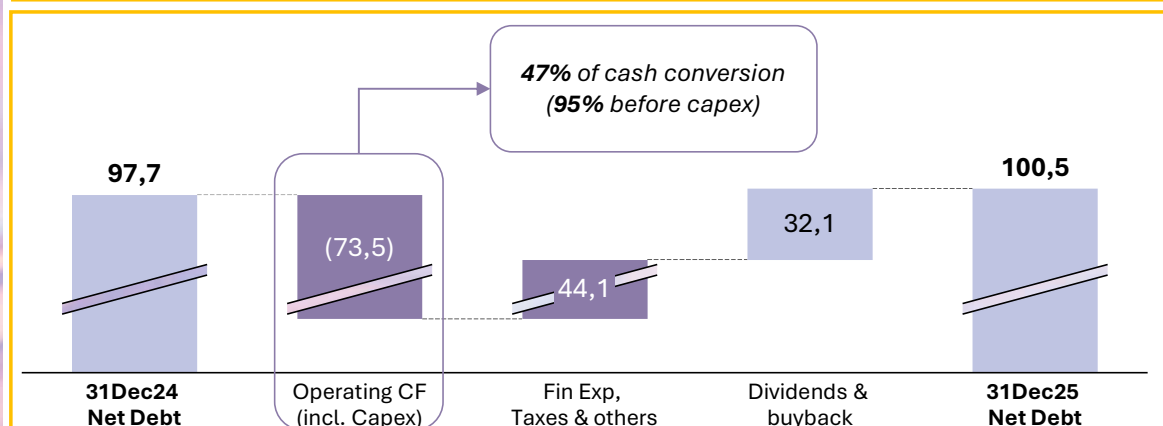 47% of cash conversion
(95% before capex)
97,7
(73,5)
44,1
32,1
100,5
31Dec24
Net Debt
Operating CF
(incl. Capex)
Fin Exp,
Taxes & others
Dividends &
buyback
31Dec25
Net Debt